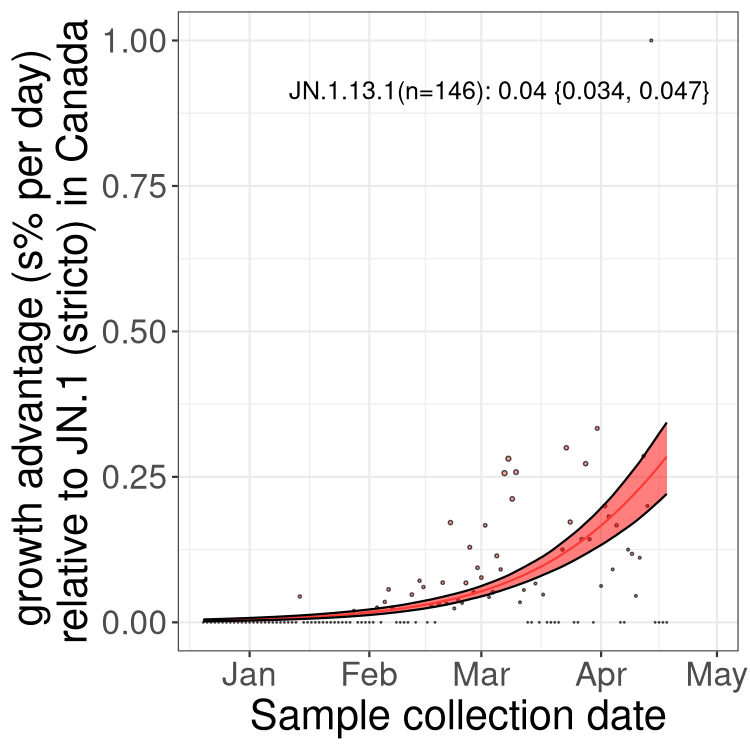 growth advantage (s% per day)
relative to JN.1 (stricto) in Canada
1.00
JN.1.13.1(n=146): 0.04 {0.034, 0.047}
0.75
0.50
0.25
0.00
Jan Feb Mar Apr May
Sample collection date